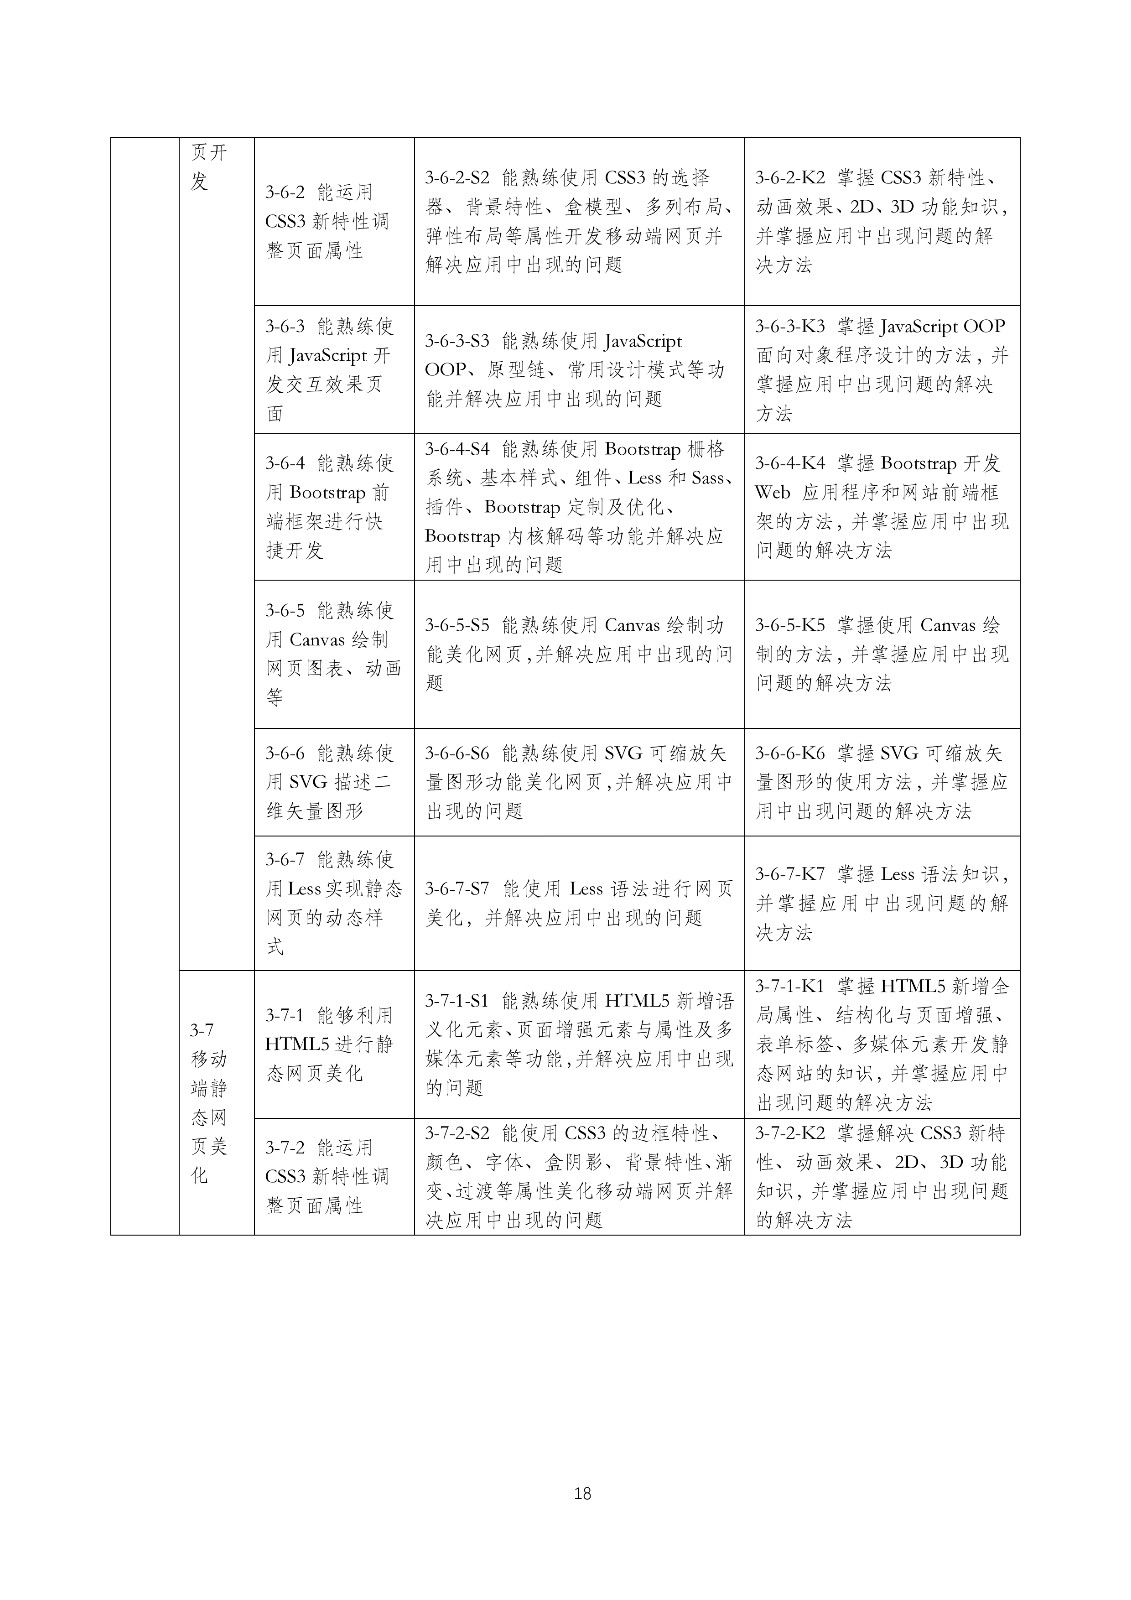 页开
发
3-6-2 能运用
CSS3 新特性调
整页面属性
3-6-2-S2 能熟练使用 CSS3 的选择
器、背景特性、盒模型、多列布局、
弹性布局等属性开发移动端网页并
解决应用中出现的问题
3-6-2-K2 掌握 CSS3 新特性、
动画效果、2D、3D 功能知识，
并掌握应用中出现问题的解
决方法
3-6-3 能熟练使
用 JavaScript 开
发交互效果页
面
3-6-3-S3 能熟练使用 JavaScript
OOP、原型链、常用设计模式等功
能并解决应用中出现的问题
3-6-3-K3 掌握 JavaScript OOP
面向对象程序设计的方法，并
掌握应用中出现问题的解决
方法
3-6-4 能熟练使
用 Bootstrap 前
端框架进行快
捷开发
3-6-4-S4 能熟练使用 Bootstrap 栅格
系统、基本样式、组件、Less 和 Sass、
插件、Bootstrap 定制及优化、
Bootstrap 内核解码等功能并解决应
用中出现的问题
3-6-4-K4 掌握 Bootstrap 开发
Web 应用程序和网站前端框
架的方法，并掌握应用中出现
问题的解决方法
3-6-5 能熟练使
用 Canvas 绘制
网页图表、动画
等
3-6-5-S5 能熟练使用 Canvas 绘制功
能美化网页，并解决应用中出现的问
题
3-6-5-K5 掌握使用 Canvas 绘
制的方法，并掌握应用中出现
问题的解决方法
3-6-6 能熟练使
用 SVG 描述二
维矢量图形
3-6-6-S6 能熟练使用 SVG 可缩放矢
量图形功能美化网页，并解决应用中
出现的问题
3-6-6-K6 掌握 SVG 可缩放矢
量图形的使用方法，并掌握应
用中出现问题的解决方法
3-6-7 能熟练使
用 Less 实现静态
网页的动态样
式
3-6-7-S7 能使用 Less 语法进行网页
美化，并解决应用中出现的问题
3-6-7-K7 掌握 Less 语法知识，
并掌握应用中出现问题的解
决方法
3-7
移动
端静
态网
页美
化
3-7-1 能够利用
HTML5 进行静
态网页美化
3-7-1-S1 能熟练使用 HTML5 新增语
义化元素、页面增强元素与属性及多
媒体元素等功能，并解决应用中出现
的问题
3-7-1-K1 掌握 HTML5 新增全
局属性、结构化与页面增强、
表单标签、多媒体元素开发静
态网站的知识，并掌握应用中
出现问题的解决方法
3-7-2 能运用
CSS3 新特性调
整页面属性
3-7-2-S2 能使用 CSS3 的边框特性、
颜色、字体、盒阴影、背景特性、渐
变、过渡等属性美化移动端网页并解
决应用中出现的问题
3-7-2-K2 掌握解决 CSS3 新特
性、动画效果、2D、3D 功能
知识，并掌握应用中出现问题
的解决方法
18